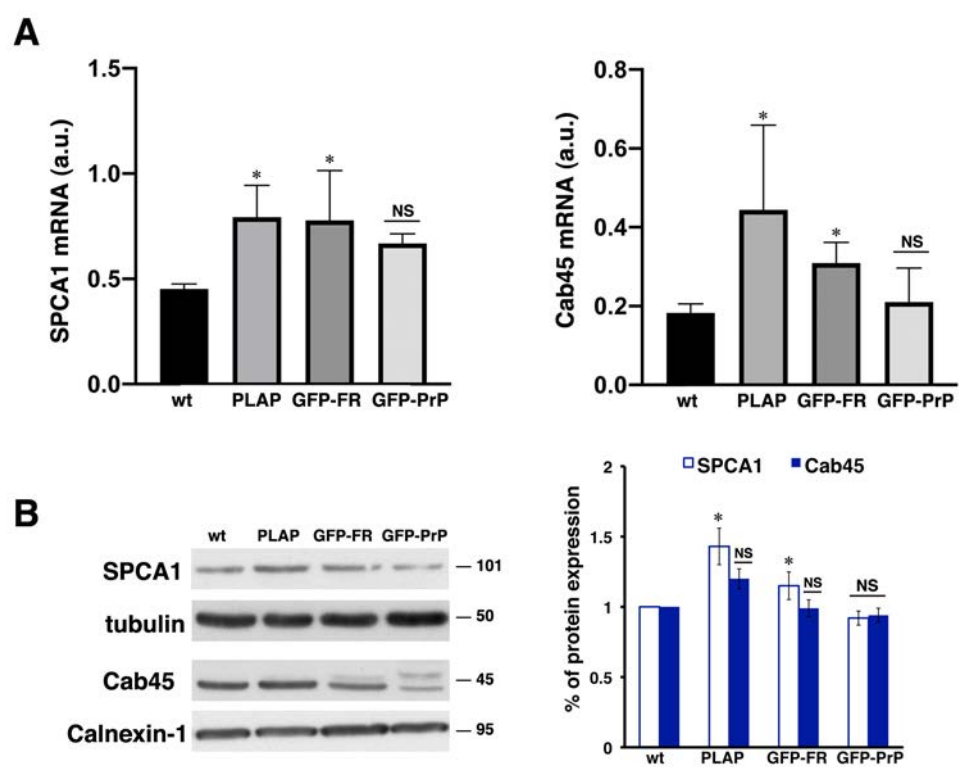 A
SPCA1 mRNA (a.u.)
1.5
1.0
0.5
0.0
* * NS
wt PLAP GFP-FR GFP-PrP
Cab45 mRNA (a.u.)
0.8
0.6
0.4
0.2
0.0
* * NS
wt PLAP GFP-FR GFP-PrP
B
wt PLAP GFP-FR GFP-PrP
SPCA1 101
tubulin 50
Cab45 45
Calnexin-1 95
% of protein expression
2
1.5
1
0.5
0
SPCA1 Cab45
* NS * NS NS
wt PLAP GFP-FR GFP-PrP